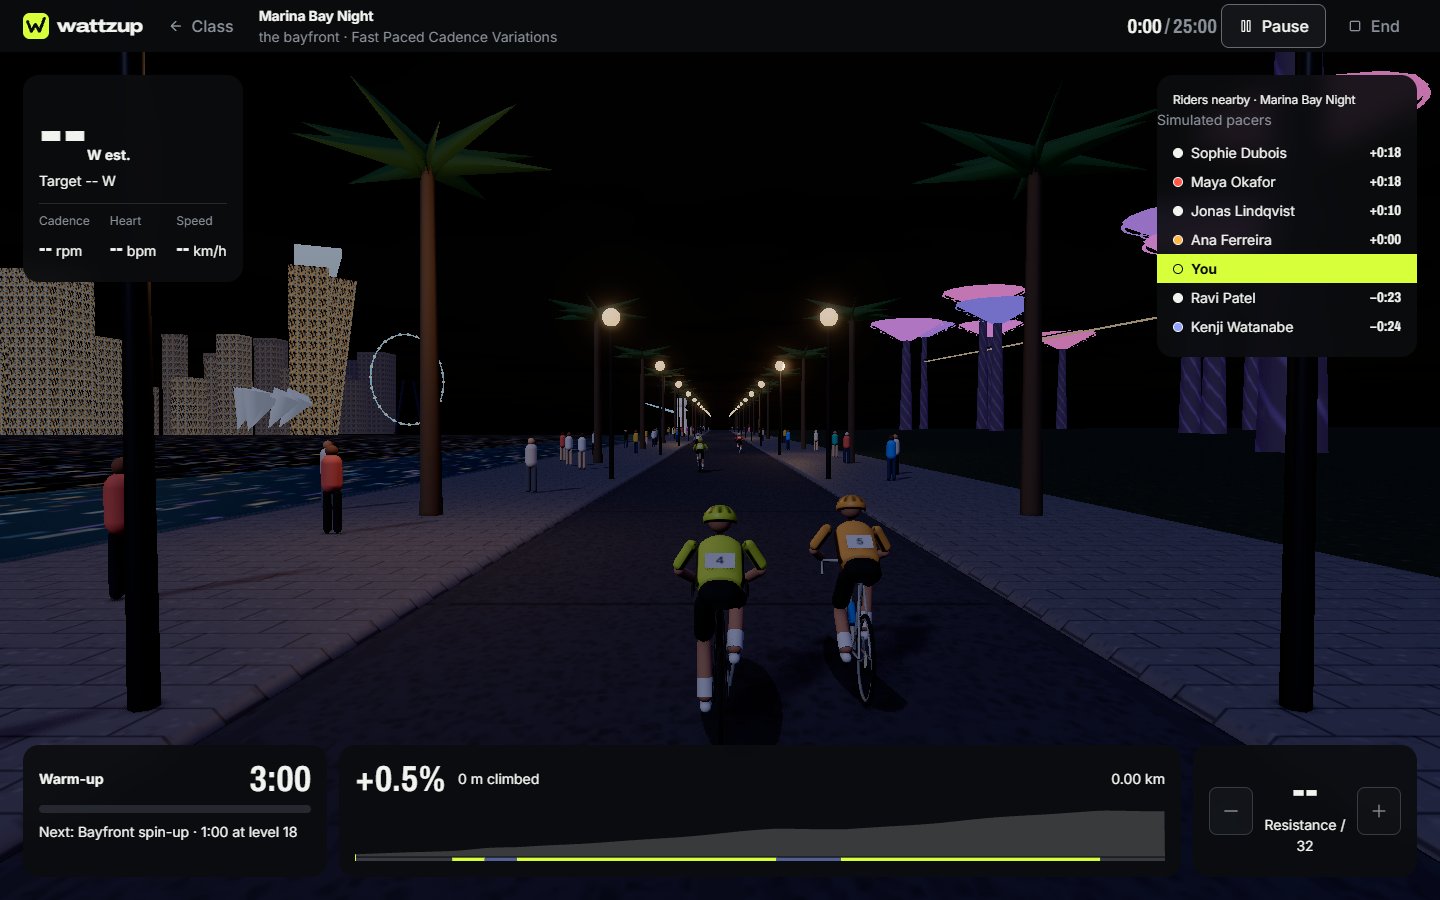 wattzup
Class
Marina Bay Night
the bayfront · Fast Paced Cadence Variations
0:00 / 25:00
Pause
End
-- W est.
Target -- W
Cadence Heart Speed
-- rpm -- bpm -- km/h
Riders nearby · Marina Bay Night
Simulated pacers
Sophie Dubois +0:18
Maya Okafor +0:18
Jonas Lindqvist +0:10
Ana Ferreira +0:00
You
Ravi Patel −0:23
Kenji Watanabe −0:24
4
5
Warm-up 3:00
Next: Bayfront spin-up · 1:00 at level 18
+0.5% 0 m climbed 0.00 km
--
Resistance /
32